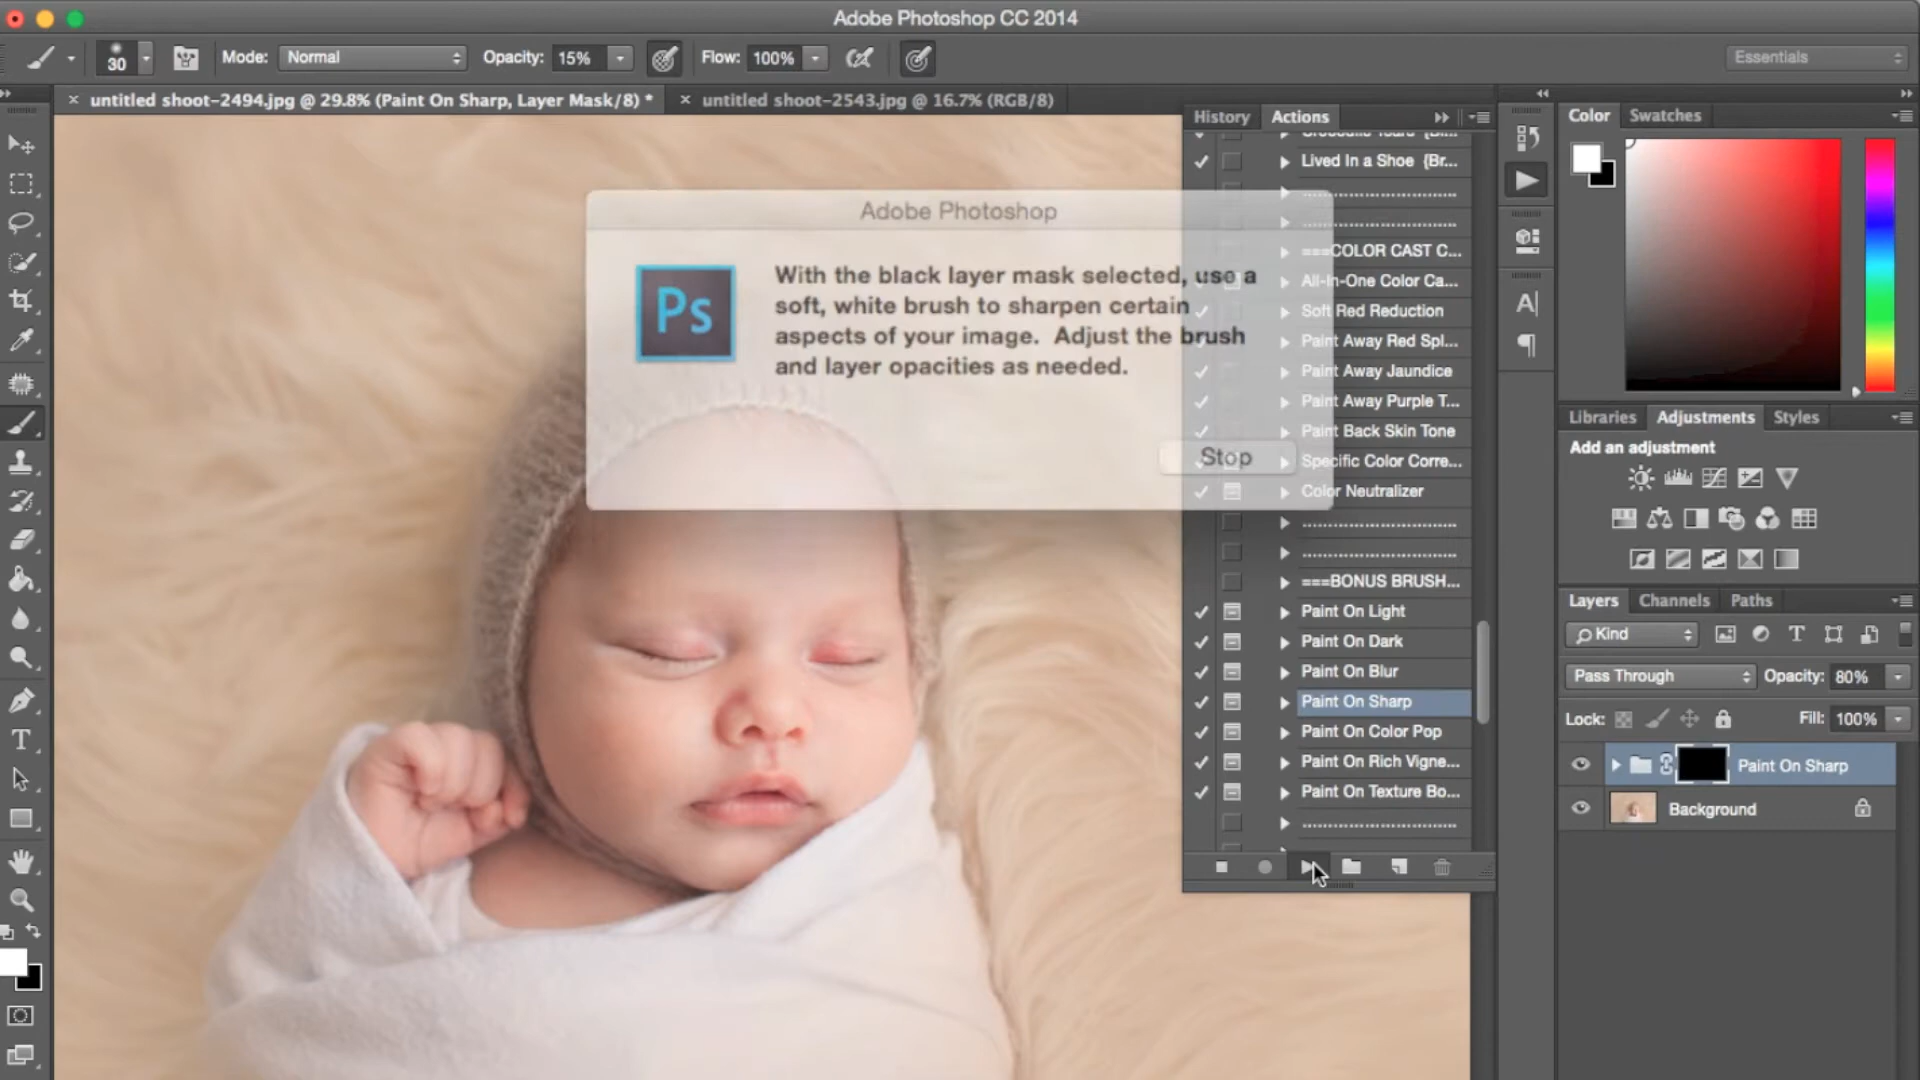 Adobe Photoshop CC 2014
30 Mode: Normal Opacity: 15% Flow: 100% Essentials
untitled shoot-2494.jpg @ 29.8% (Paint On Sharp, Layer Mask/8) * untitled shoot-2543.jpg @ 16.7% (RGB/8)
History Actions
Lived In a Shoe {Br...
===COLOR CAST C...
All-In-One Color Ca...
Soft Red Reduction
Paint Away Red Spl...
Paint Away Jaundice
Paint Away Purple T...
Paint Back Skin Tone
Specific Color Corre...
Color Neutralizer
===BONUS BRUSH...
Paint On Light
Paint On Dark
Paint On Blur
Paint On Sharp
Paint On Color Pop
Paint On Rich Vigne...
Paint On Texture Bo...
Adobe Photoshop
Ps
With the black layer mask selected, use a
soft, white brush to sharpen certain
aspects of your image. Adjust the brush
and layer opacities as needed.
Stop
Color Swatches
Libraries Adjustments Styles
Add an adjustment
Layers Channels Paths
Kind
Pass Through Opacity: 80%
Lock: Fill: 100%
Paint On Sharp
Background